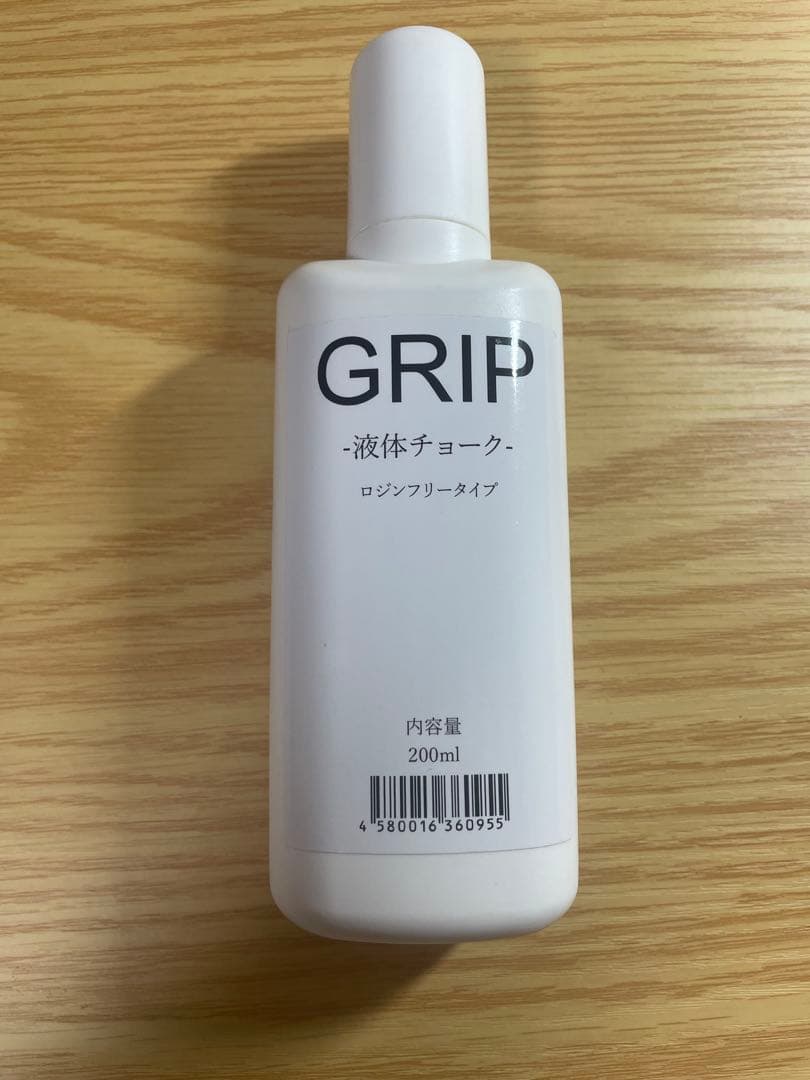 GRIP
-液体チョーク-
ロジンフリータイプ
内容量
200ml
4 580016 360955